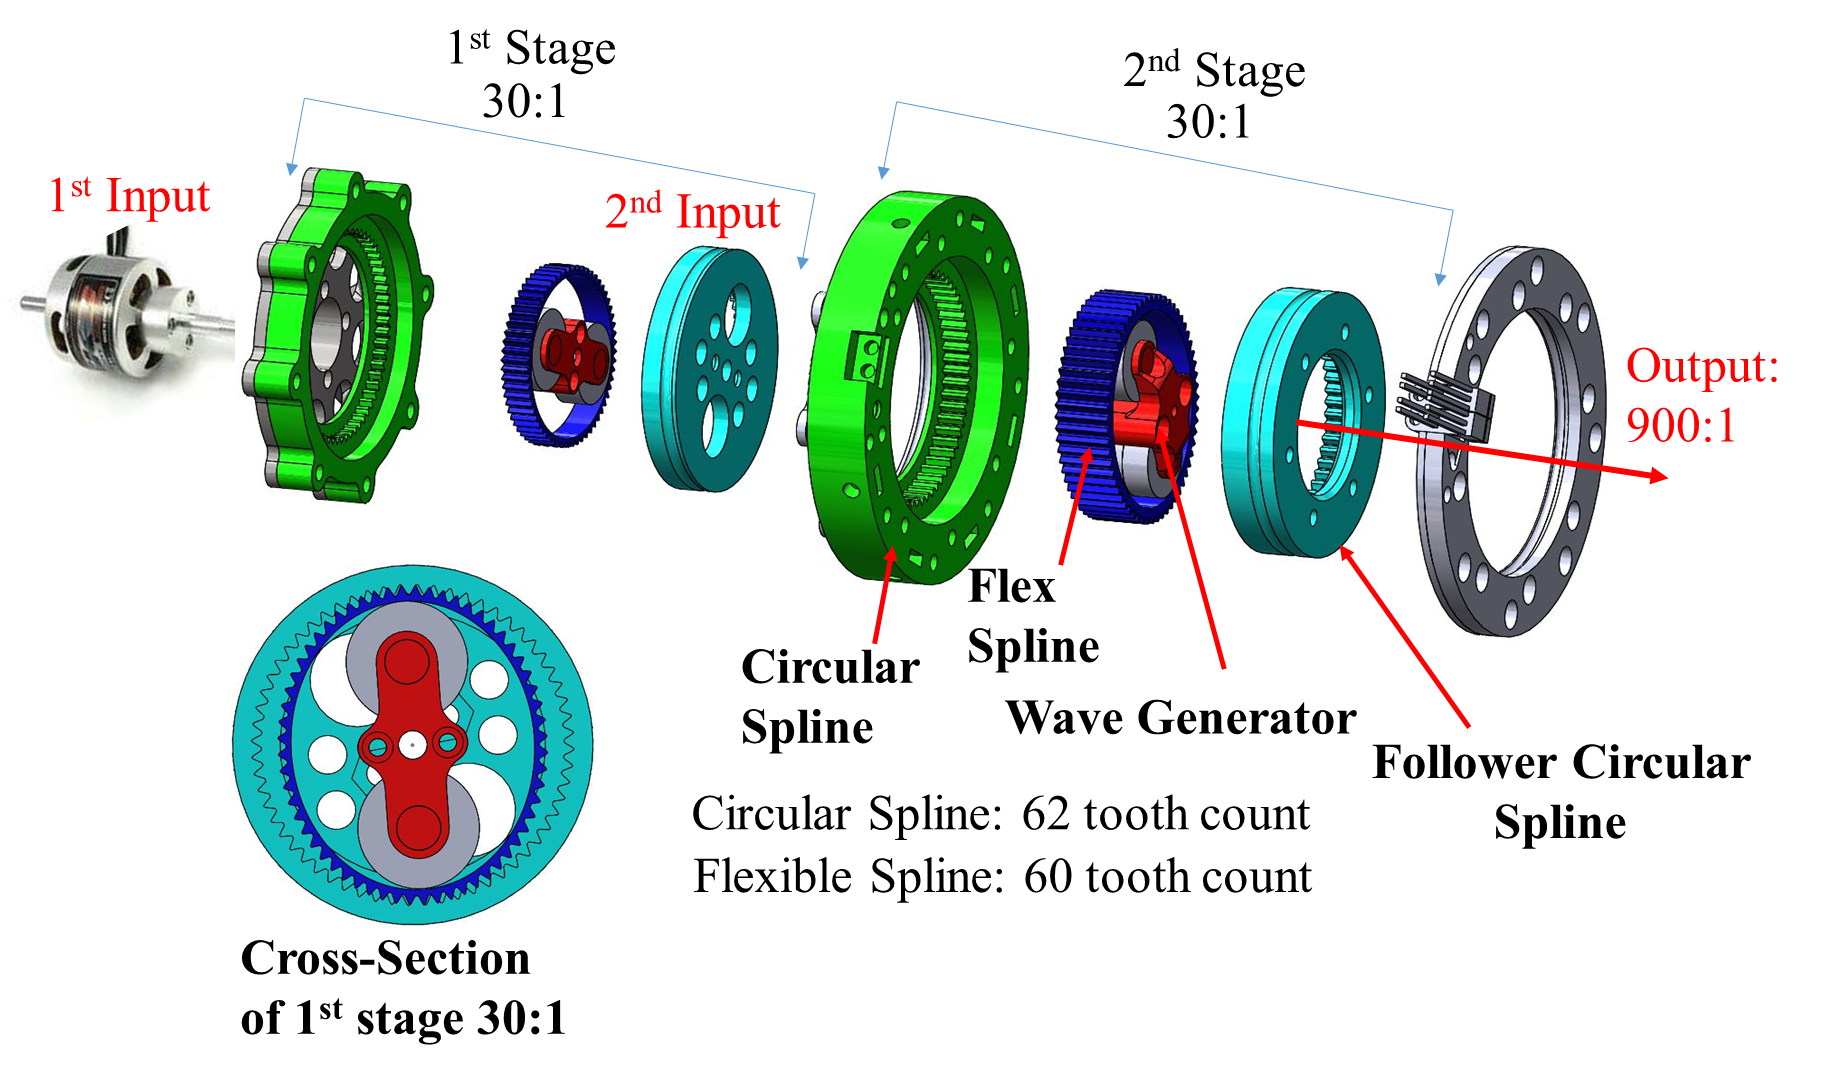 1st Stage
30:1
2nd Stage
30:1
1st Input
2nd Input
Output:
900:1
Flex
Spline
Circular
Spline
Wave Generator
Follower Circular
Spline
Circular Spline: 62 tooth count
Flexible Spline: 60 tooth count
Cross-Section
of 1st stage 30:1